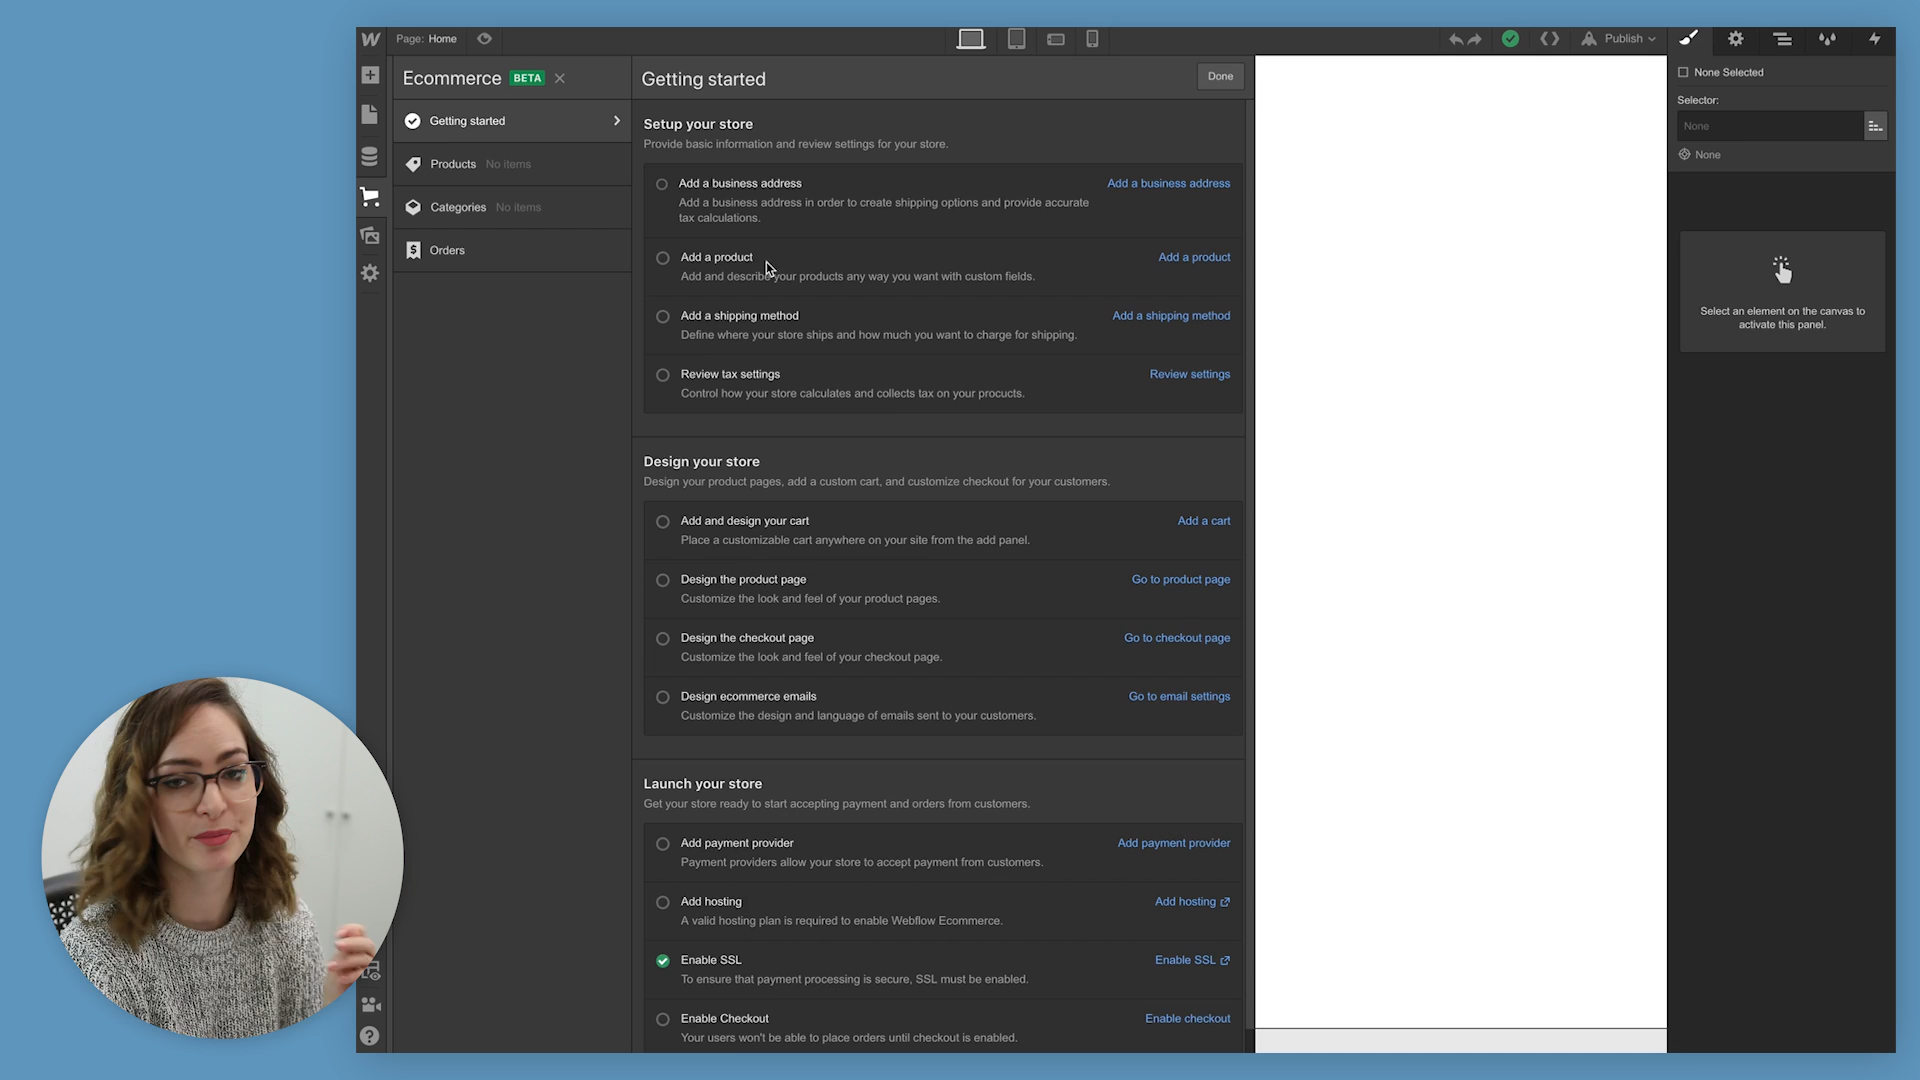 Page: Home
Publish
Ecommerce BETA
Getting started
Products No items
Categories No items
Orders
Getting started
Done
Setup your store
Provide basic information and review settings for your store.
Add a business address
Add a business address
Add a business address in order to create shipping options and provide accurate
tax calculations.
Add a product
Add a product
Add and describe your products any way you want with custom fields.
Add a shipping method
Add a shipping method
Define where your store ships and how much you want to charge for shipping.
Review tax settings
Review settings
Control how your store calculates and collects tax on your procucts.
Design your store
Design your product pages, add a custom cart, and customize checkout for your customers.
Add and design your cart
Add a cart
Place a customizable cart anywhere on your site from the add panel.
Design the product page
Go to product page
Customize the look and feel of your product pages.
Design the checkout page
Go to checkout page
Customize the look and feel of your checkout page.
Design ecommerce emails
Go to email settings
Customize the design and language of emails sent to your customers.
Launch your store
Get your store ready to start accepting payment and orders from customers.
Add payment provider
Add payment provider
Payment providers allow your store to accept payment from customers.
Add hosting
Add hosting
A valid hosting plan is required to enable Webflow Ecommerce.
Enable SSL
Enable SSL
To ensure that payment processing is secure, SSL must be enabled.
Enable Checkout
Enable checkout
Your users won't be able to place orders until checkout is enabled.
None Selected
Selector:
None
None
Select an element on the canvas to
activate this panel.